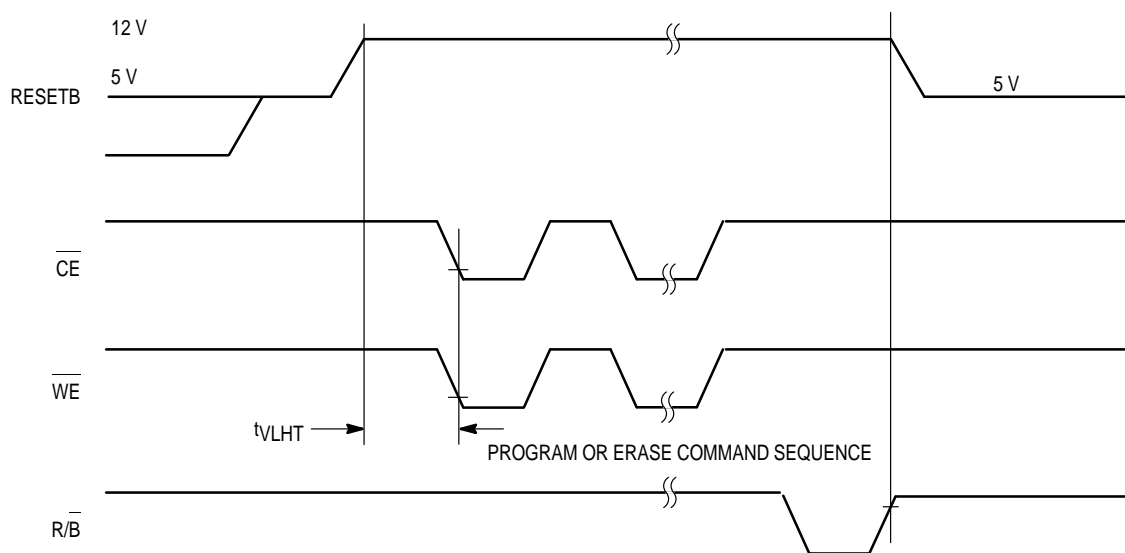 12 V
5 V
RESETB
5 V
CE
WE
tVLHT
PROGRAM OR ERASE COMMAND SEQUENCE
R/B